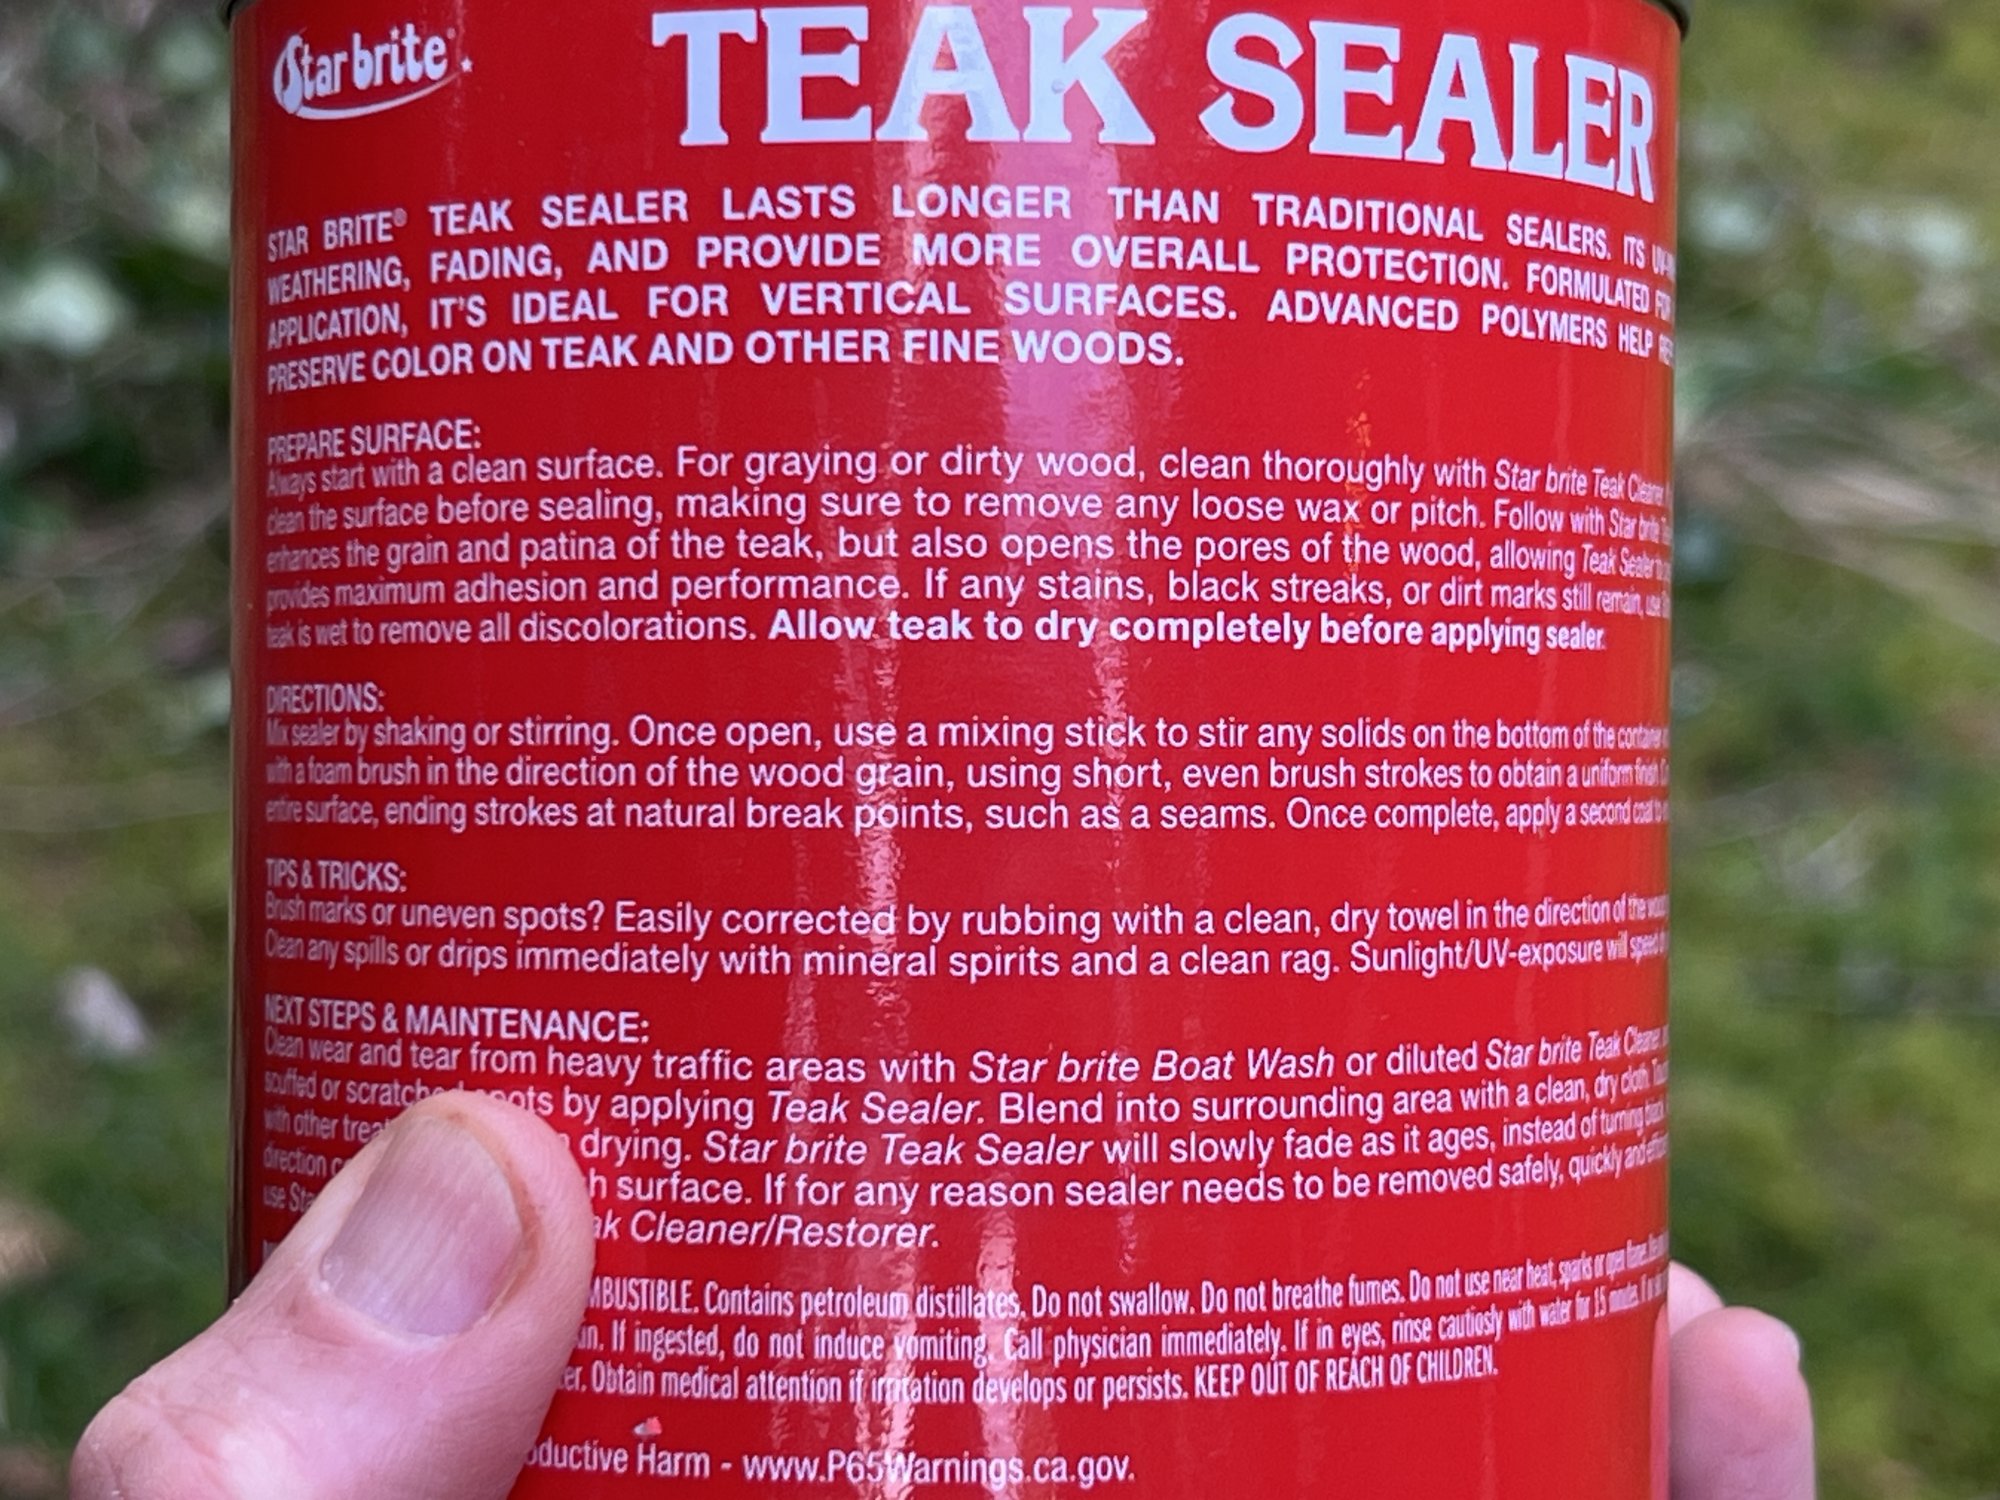 Star brite
TEAK SEALER
STAR BRITE® TEAK SEALER LASTS LONGER THAN TRADITIONAL SEALERS. ITS
WEATHERING, FADING, AND PROVIDE MORE OVERALL PROTECTION. FORMULATED FOR
APPLICATION, IT'S IDEAL FOR VERTICAL SURFACES. ADVANCED POLYMERS HELP
PRESERVE COLOR ON TEAK AND OTHER FINE WOODS.
PREPARE SURFACE:
Always start with a clean surface. For graying or dirty wood, clean thoroughly with Star brite Teak Cleaner
clean the surface before sealing, making sure to remove any loose wax or pitch. Follow with Star brite
enhances the grain and patina of the teak, but also opens the pores of the wood, allowing Teak Sealer
provides maximum adhesion and performance. If any stains, black streaks, or dirt marks still remain, use
teak is wet to remove all discolorations. Allow teak to dry completely before applying sealer.
DIRECTIONS:
Mix sealer by shaking or stirring. Once open, use a mixing stick to stir any solids on the bottom of the container
with a foam brush in the direction of the wood grain, using short, even brush strokes to obtain a uniform finish.
entire surface, ending strokes at natural break points, such as a seams. Once complete, apply a second coat
TIPS & TRICKS:
Brush marks or uneven spots? Easily corrected by rubbing with a clean, dry towel in the direction of the
Clean any spills or drips immediately with mineral spirits and a clean rag. Sunlight/UV-exposure will speed
NEXT STEPS & MAINTENANCE:
Clean wear and tear from heavy traffic areas with Star brite Boat Wash or diluted Star brite Teak Cleaner,
scuffed or scratched spots by applying Teak Sealer. Blend into surrounding area with a clean, dry cloth.
with other drying. Star brite Teak Sealer will slowly fade as it ages, instead of turning
direction surface. If for any reason sealer needs to be removed safely, quickly and
use Cleaner/Restorer.
Contains petroleum distillates. Do not swallow. Do not breathe fumes. Do not use near heat, sparks or open flame.
If ingested, do not induce vomiting. Call physician immediately. If in eyes, rinse cautiosly with water for 15 minutes.
Obtain medical attention if irritation develops or persists. KEEP OUT OF REACH OF CHILDREN.
Harm - www.P65Warnings.ca.gov.